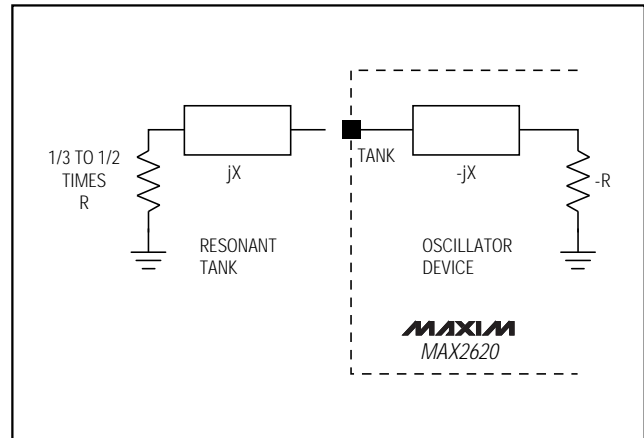 1/3 TO 1/2
TIMES
R
jX
RESONANT
TANK
TANK
-jX
-R
OSCILLATOR
DEVICE
MAXIM
MAX2620